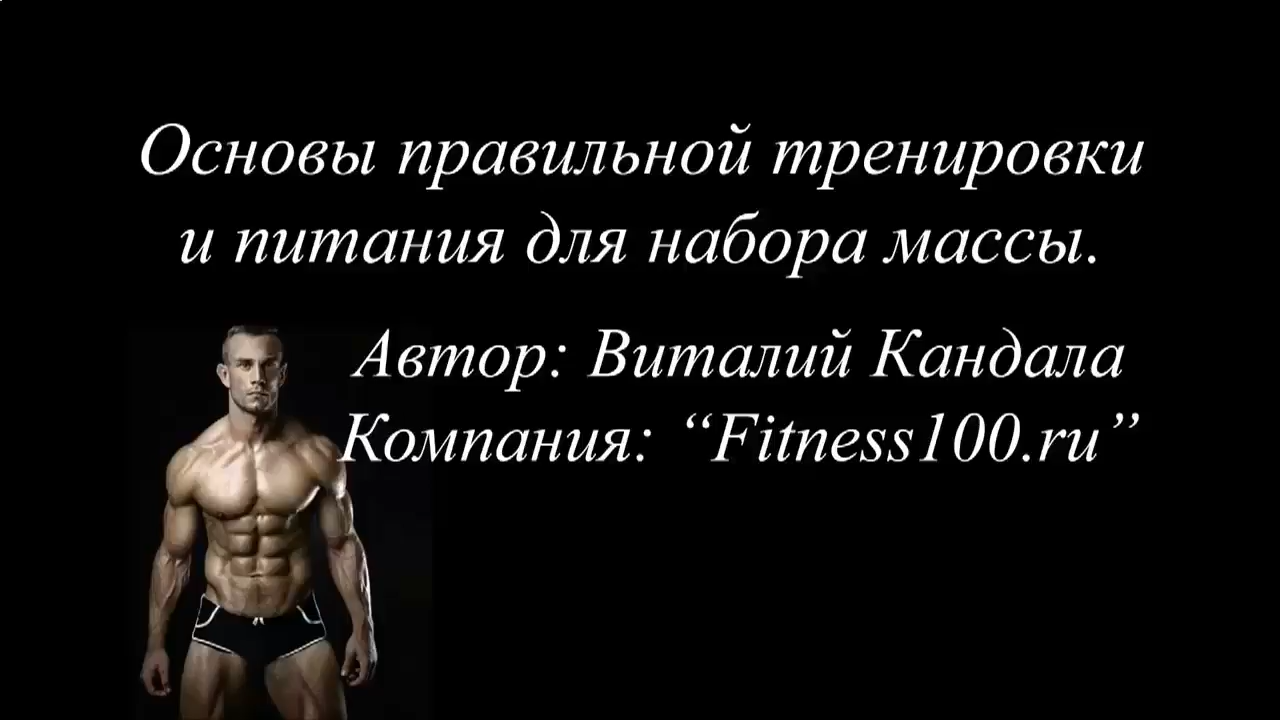 Основы правильной тренировки
и питания для набора массы.
Автор: Виталий Кандала
Компания: “Fitness100.ru”